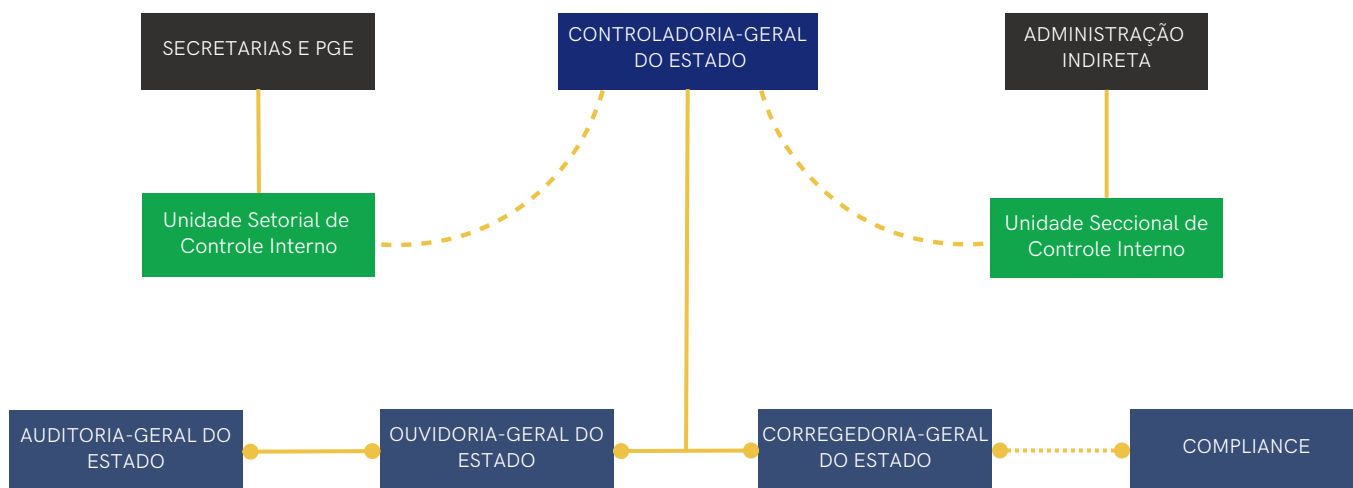 SECRETARIAS E PGE
CONTROLADORIA-GERAL
DO ESTADO
ADMINISTRAÇÃO
INDIRETA
Unidade Setorial de
Controle Interno
Unidade Seccional de
Controle Interno
AUDITORIA-GERAL DO
ESTADO
OUVIDORIA-GERAL DO
ESTADO
CORREGEDORIA-GERAL
DO ESTADO
COMPLIANCE